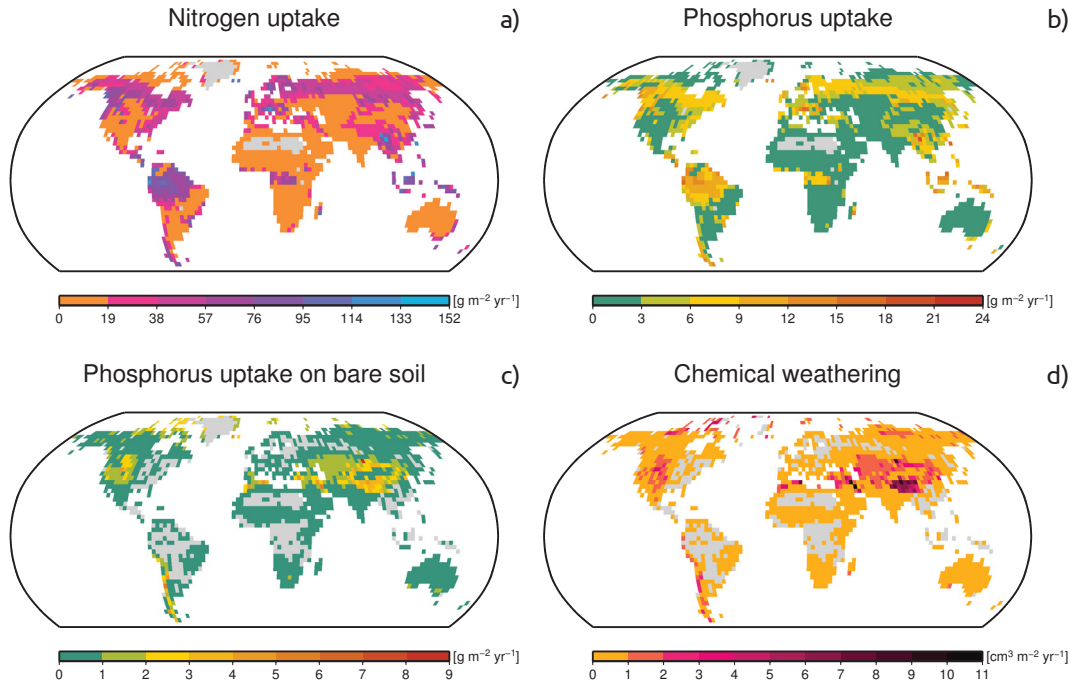 Nitrogen uptake a)
Phosphorus uptake b)
[g m−2 yr−1]
0 19 38 57 76 95 114 133 152
[g m−2 yr−1]
0 3 6 9 12 15 18 21 24
Phosphorus uptake on bare soil c)
Chemical weathering d)
[g m−2 yr−1]
0 1 2 3 4 5 6 7 8 9
[cm3 m−2 yr−1]
0 1 2 3 4 5 6 7 8 9 10 11